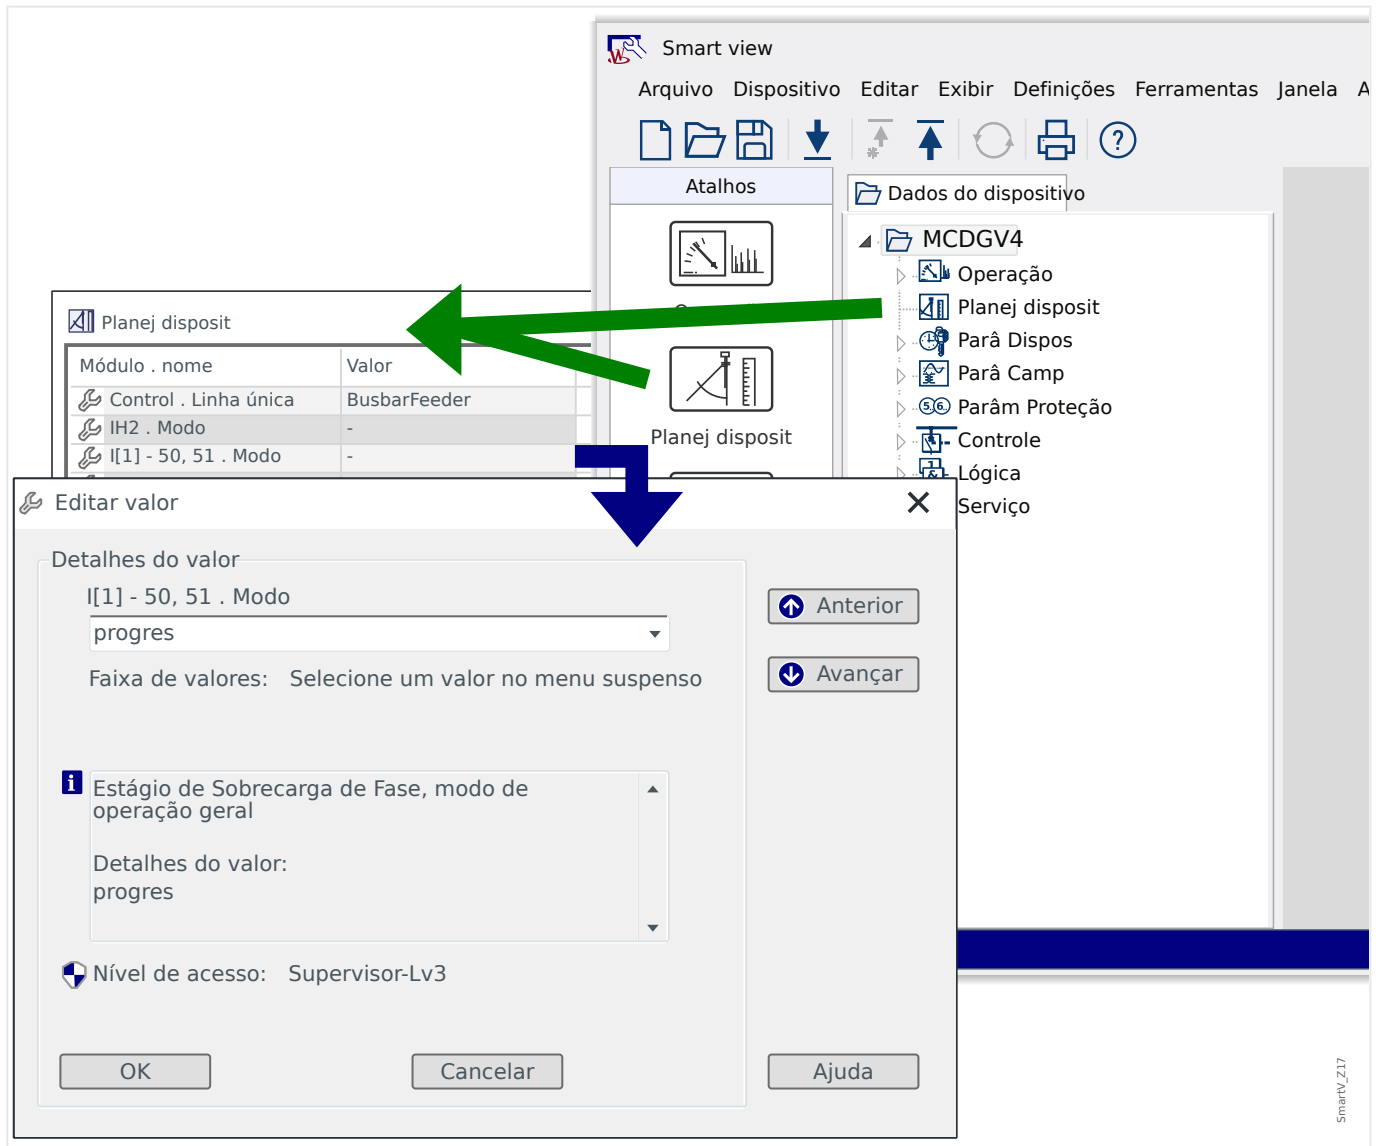 Smart view
Arquivo Dispositivo Editar Exibir Definições Ferramentas Janela A
Atalhos
Dados do dispositivo
MCDGV4
Operação
Planej disposit
Parâ Dispos
Parâ Camp
Parâm Proteção
Controle
Lógica
Serviço
Planej disposit
Planej disposit
Módulo . nome Valor
Control . Linha única BusbarFeeder
IH2 . Modo -
I[1] - 50, 51 . Modo -
Editar valor
Detalhes do valor
I[1] - 50, 51 . Modo
progres
Faixa de valores: Selecione um valor no menu suspenso
Anterior
Avançar
Estágio de Sobrecarga de Fase, modo de
operação geral
Detalhes do valor:
progres
Nível de acesso: Supervisor-Lv3
OK Cancelar Ajuda
SmartV_Z17